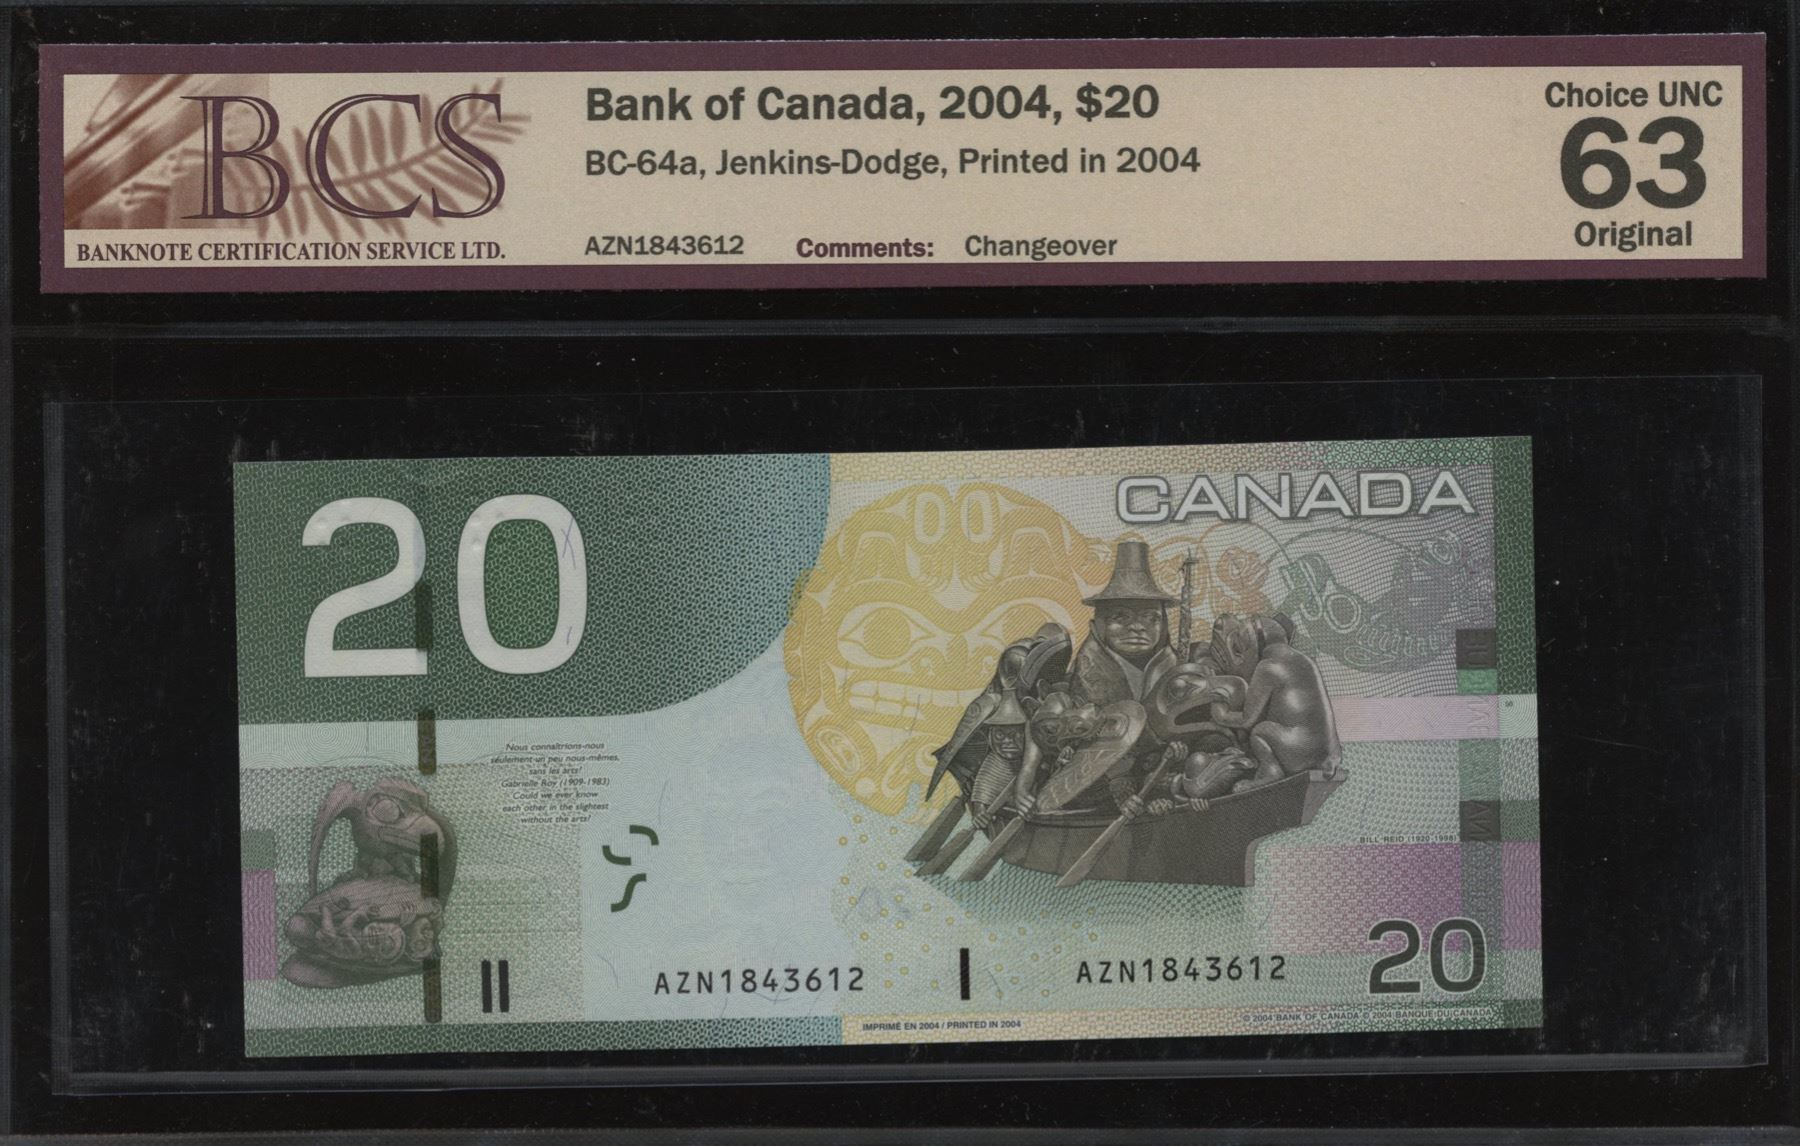 BCS
BANKNOTE CERTIFICATION SERVICE LTD.
Bank of Canada, 2004, $20
BC-64a, Jenkins-Dodge, Printed in 2004
AZN1843612 Comments: Changeover
Choice UNC
63
Original
20
CANADA
Nous connaîtrions-nous
seulement un peu nous-mêmes,
sans les arts?
Gabrielle Roy (1909-1983)
Could we ever know
each other in the slightest
without the arts?
BILL REID (1920-1998)
AZN1843612
AZN1843612
20
IMPRIMÉ EN 2004 / PRINTED IN 2004
© 2004 BANK OF CANADA © 2004 BANQUE DU CANADA